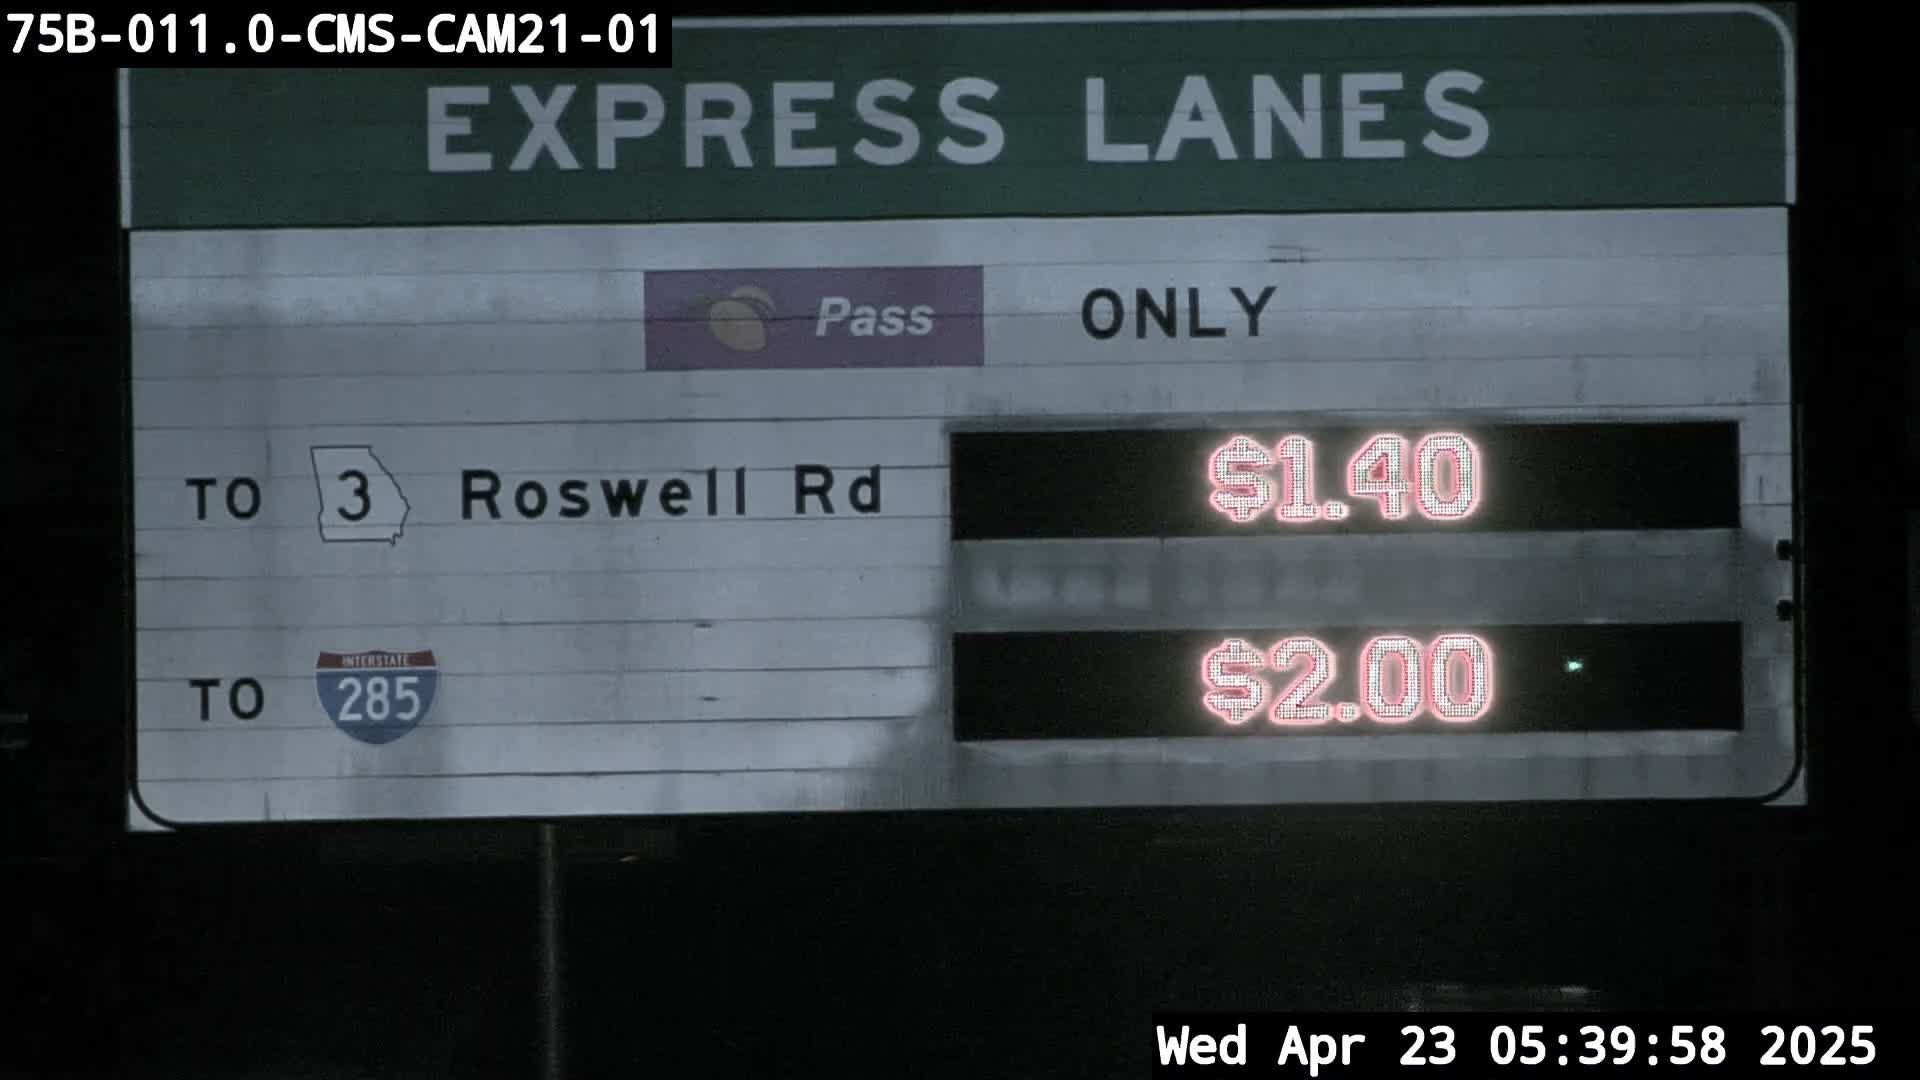 75B-011.0-CMS-CAM21-01
EXPRESS LANES
Pass ONLY
TO 3 Roswell Rd $1.40
INTERSTATE
TO 285 $2.00
Wed Apr 23 05:39:58 2025